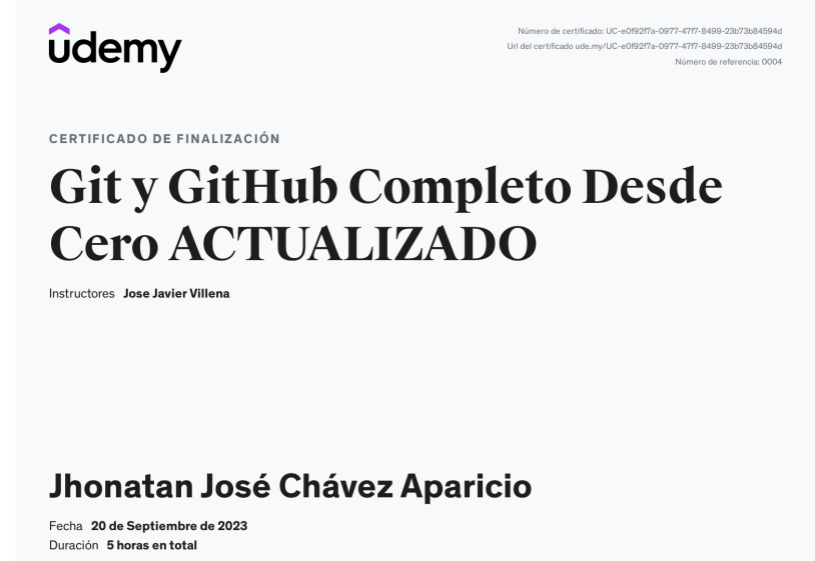 udemy
Número de certificado: UC-e0f92f7a-0977-47f7-8499-23b73b84594d
Url del certificado ude.my/UC-e0f92f7a-0977-47f7-8499-23b73b84594d
Número de referencia: 0004
CERTIFICADO DE FINALIZACIÓN
Git y GitHub Completo Desde
Cero ACTUALIZADO
Instructores Jose Javier Villena
Jhonatan José Chávez Aparicio
Fecha 20 de Septiembre de 2023
Duración 5 horas en total